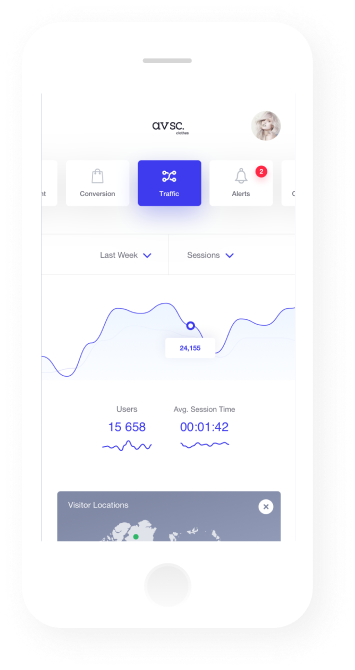 avsc.
clothes
nt
Conversion
Traffic
Alerts
2
C
Last Week
Sessions
24,155
Users
Avg. Session Time
15 658
00:01:42
Visitor Locations